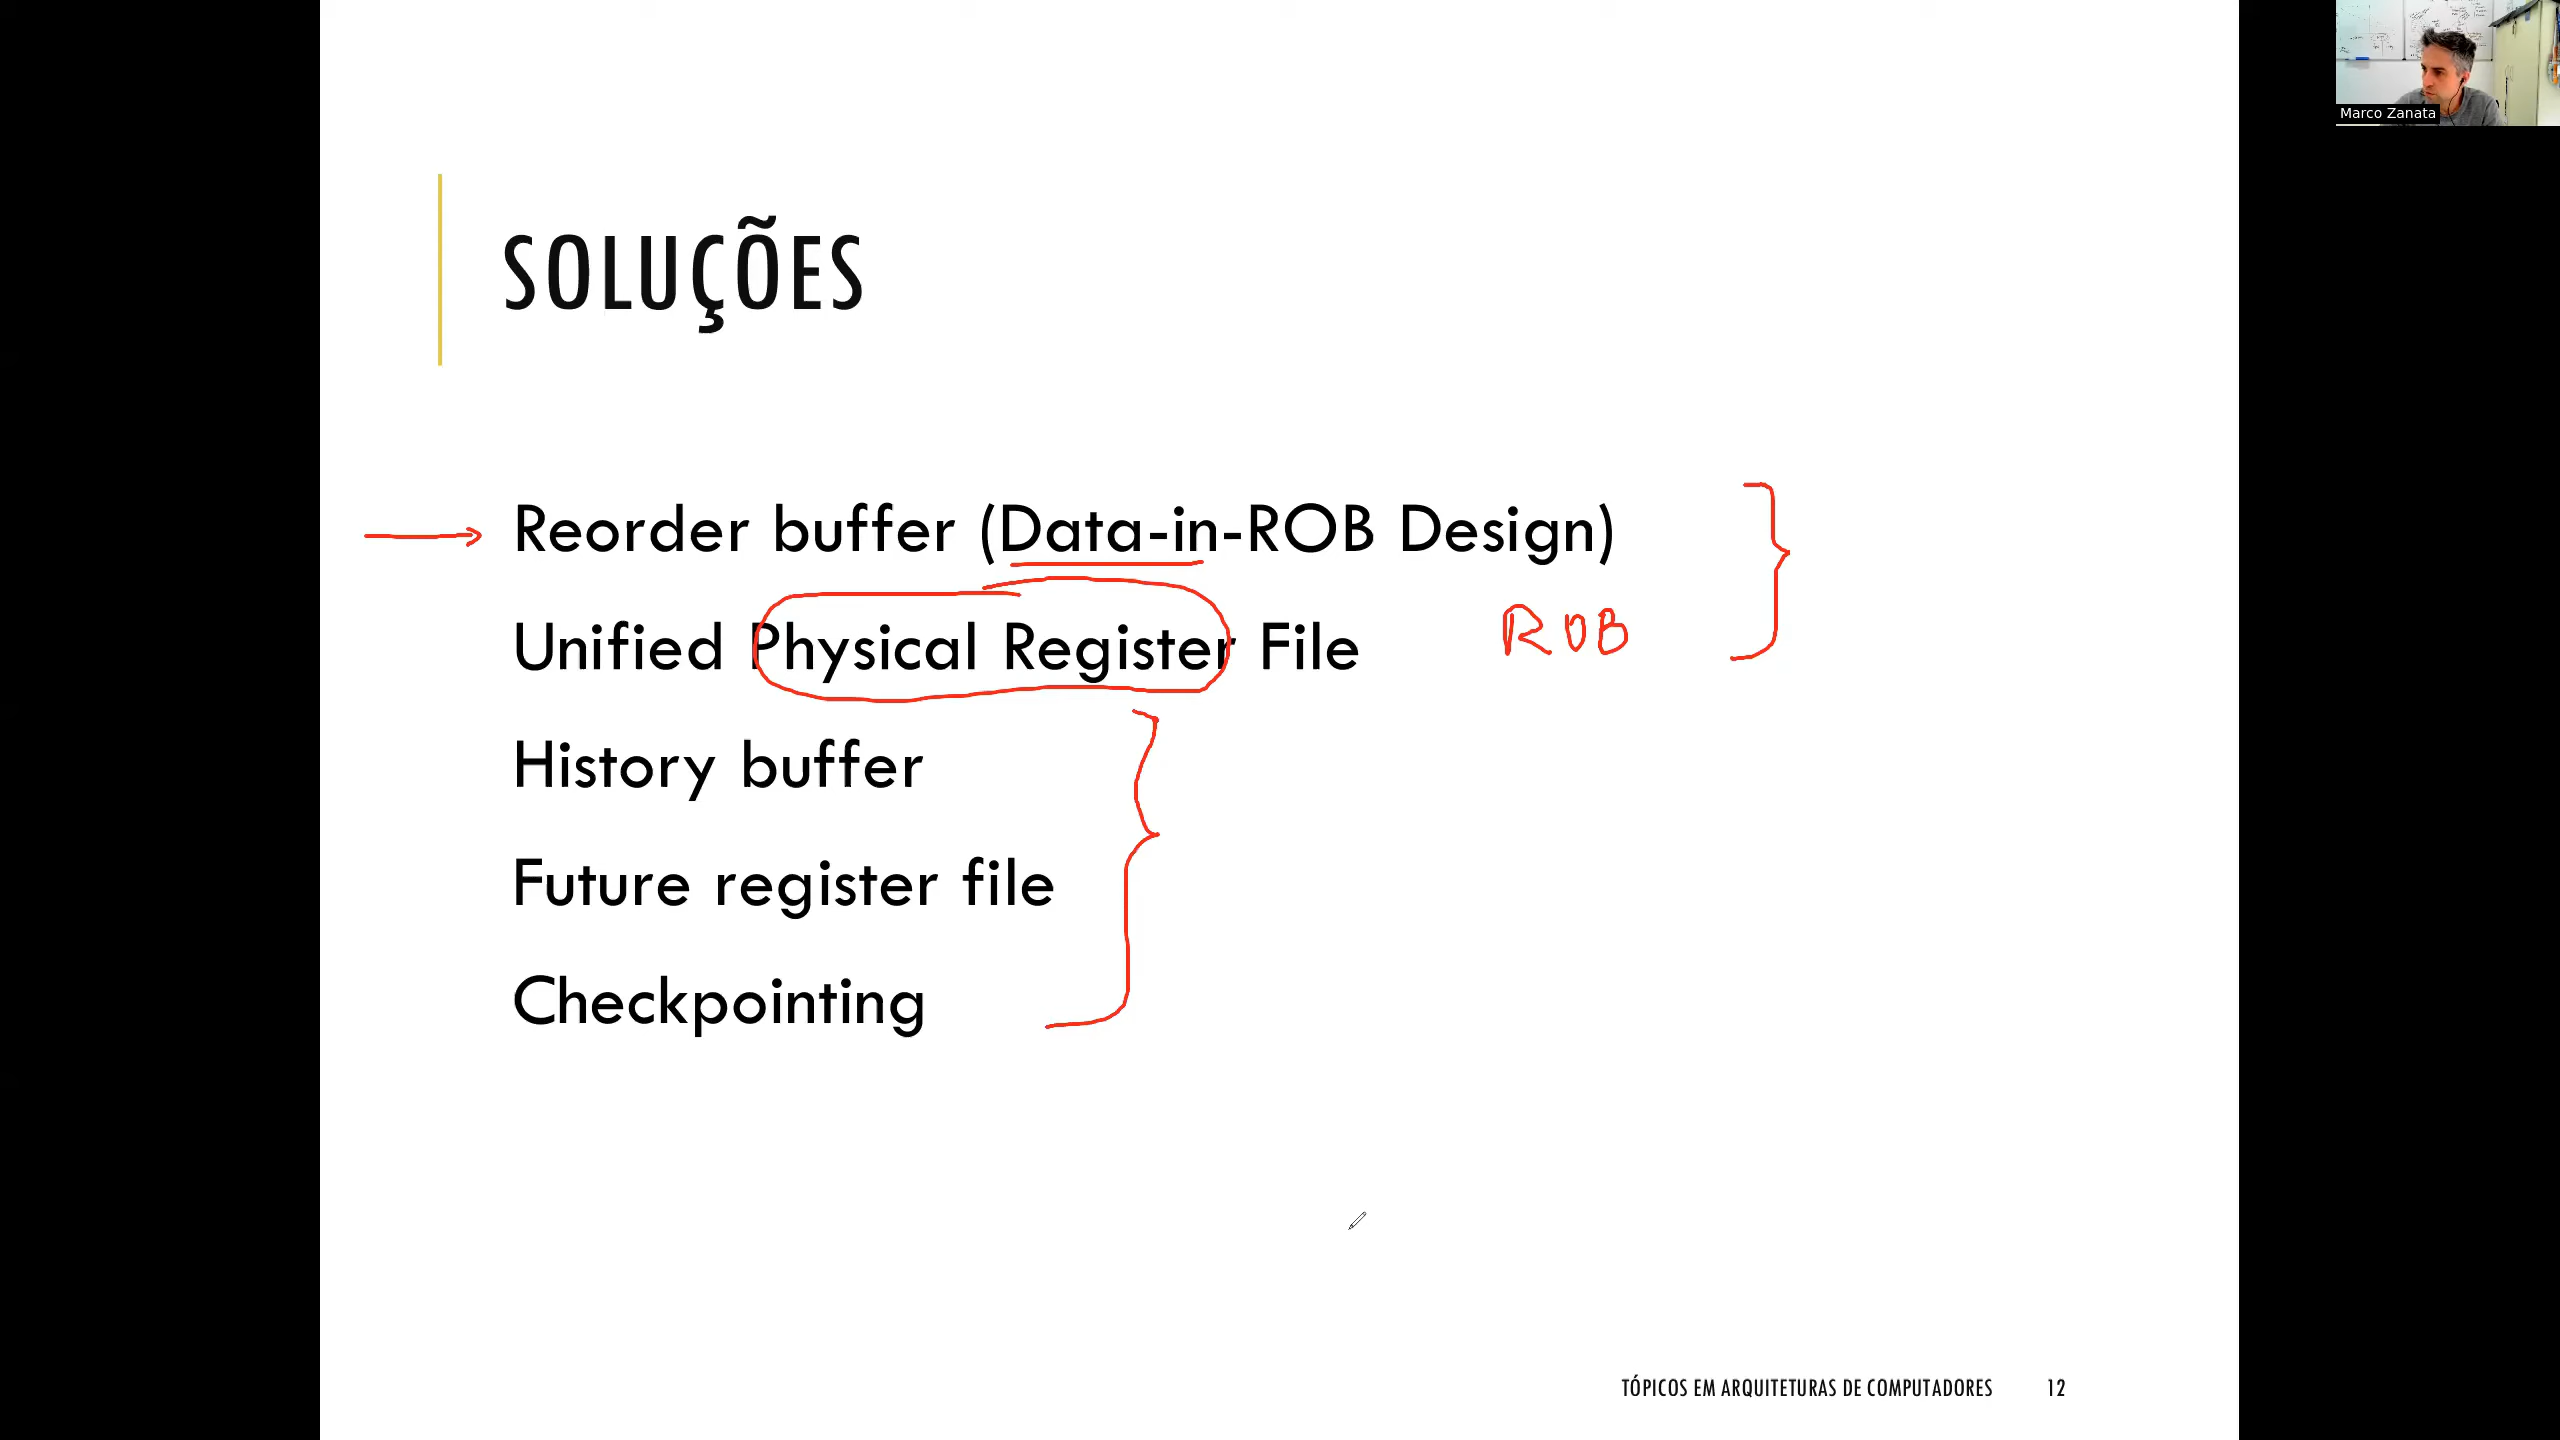 Marco Zanata
SOLUÇÕES
Reorder buffer (Data-in-ROB Design)
Unified Physical Register File
ROB
History buffer
Future register file
Checkpointing
TÓPICOS EM ARQUITETURAS DE COMPUTADORES 12